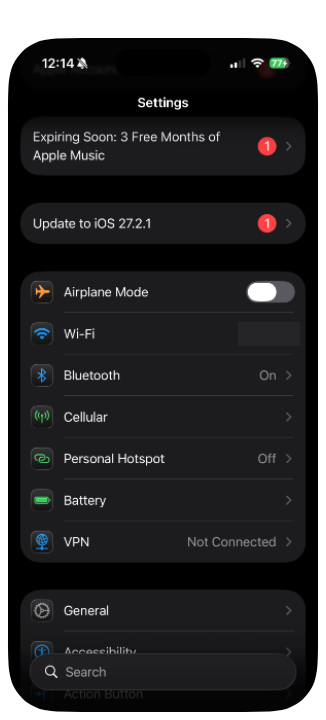 12:14
77
Settings
Expiring Soon: 3 Free Months of
Apple Music
1
Update to iOS 27.2.1
1
Airplane Mode
Wi-Fi
Bluetooth
On
Cellular
Personal Hotspot
Off
Battery
VPN
Not Connected
General
Accessibility
Search
Action Button